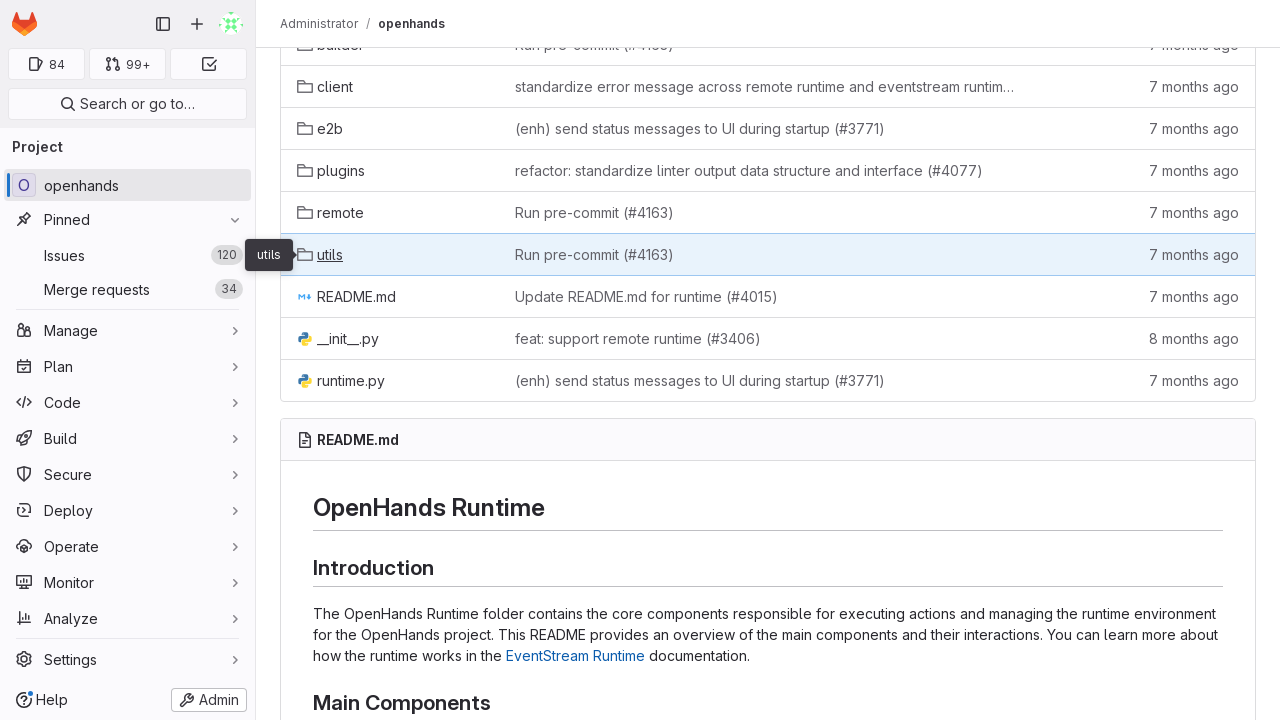 Administrator / openhands
84
99+
Search or go to…
Project
O openhands
Pinned
Issues 120
Merge requests 34
Manage
Plan
Code
Build
Secure
Deploy
Operate
Monitor
Analyze
Settings
Help
Admin
builder Run pre-commit (#4163) 7 months ago
client standardize error message across remote runtime and eventstream runtim… 7 months ago
e2b (enh) send status messages to UI during startup (#3771) 7 months ago
plugins refactor: standardize linter output data structure and interface (#4077) 7 months ago
remote Run pre-commit (#4163) 7 months ago
utils
utils Run pre-commit (#4163) 7 months ago
README.md Update README.md for runtime (#4015) 7 months ago
__init__.py feat: support remote runtime (#3406) 8 months ago
runtime.py (enh) send status messages to UI during startup (#3771) 7 months ago
README.md
OpenHands Runtime
Introduction
The OpenHands Runtime folder contains the core components responsible for executing actions and managing the runtime environment
for the OpenHands project. This README provides an overview of the main components and their interactions. You can learn more about
how the runtime works in the EventStream Runtime documentation.
Main Components